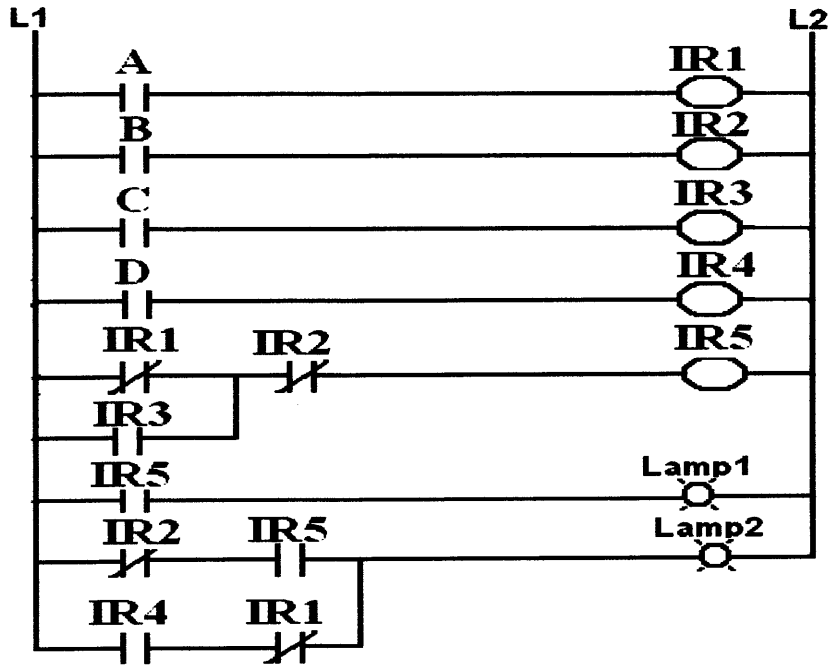 L1 L2
A IR1
B IR2
C IR3
D IR4
IR1 IR2 IR5
IR3
IR5 Lamp1
IR2 IR5 Lamp2
IR4 IR1